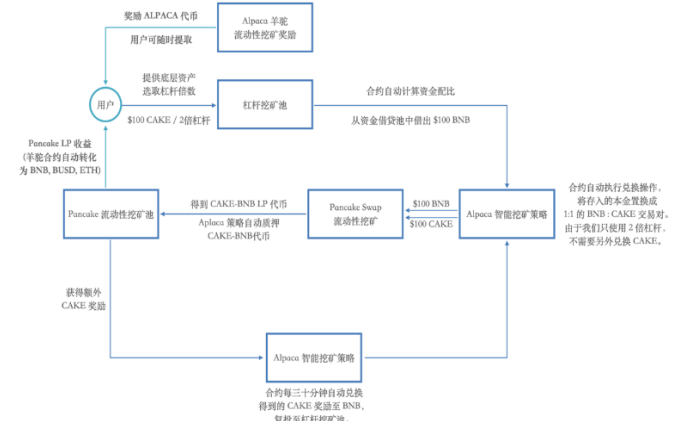 奖励 ALPACA 代币
用户可随时提取
Alpaca 羊驼
流动性挖矿奖励
提供底层资产
选取杠杆倍数
用户
$100 CAKE / 2倍杠杆
杠杆挖矿池
合约自动计算资金配比
从资金借贷池中借出 $100 BNB
Pancake LP 收益
(羊驼合约自动转化
为 BNB, BUSD, ETH)
Pancake 流动性挖矿池
得到 CAKE-BNB LP 代币
Aplaca 策略自动质押
CAKE-BNB代币
Pancake Swap
流动性挖矿
$100 BNB
$100 CAKE
Alpaca 智能挖矿策略
合约自动执行兑换操作，
将存入的本金置换成
1:1 的 BNB : CAKE 交易对。
由于我们只使用 2 倍杠杆，
不需要另外兑换 CAKE。
获得额外
CAKE 奖励
Alpaca 智能挖矿策略
合约每三十分钟自动兑换
得到的 CAKE 奖励至 BNB，
复投至杠杆挖矿池。